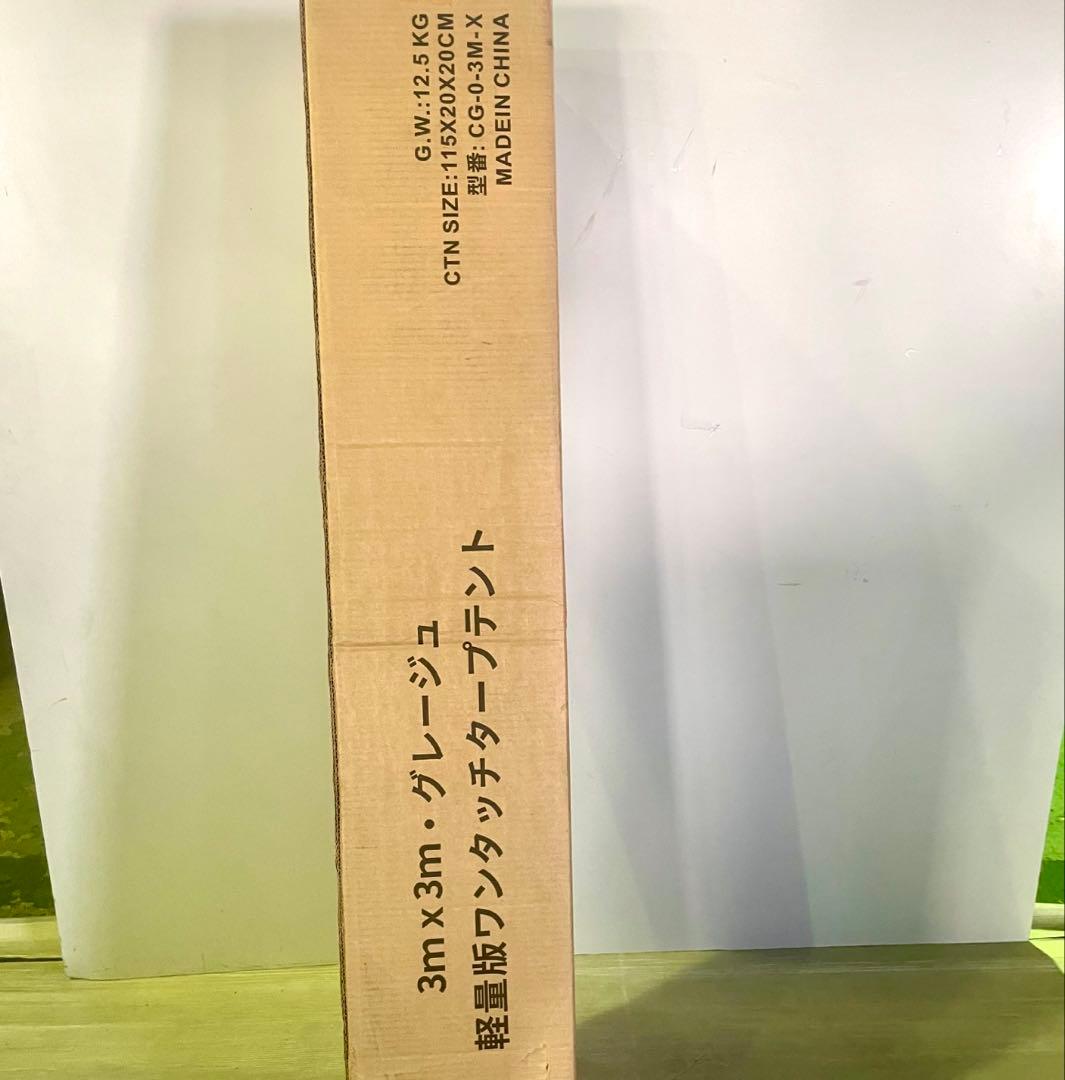 3m x 3m・グレージュ
軽量版ワンタッチタープテント
G.W.:12.5 KG
CTN SIZE:115X20X20CM
型番: CG-0-3M-X
MADEIN CHINA